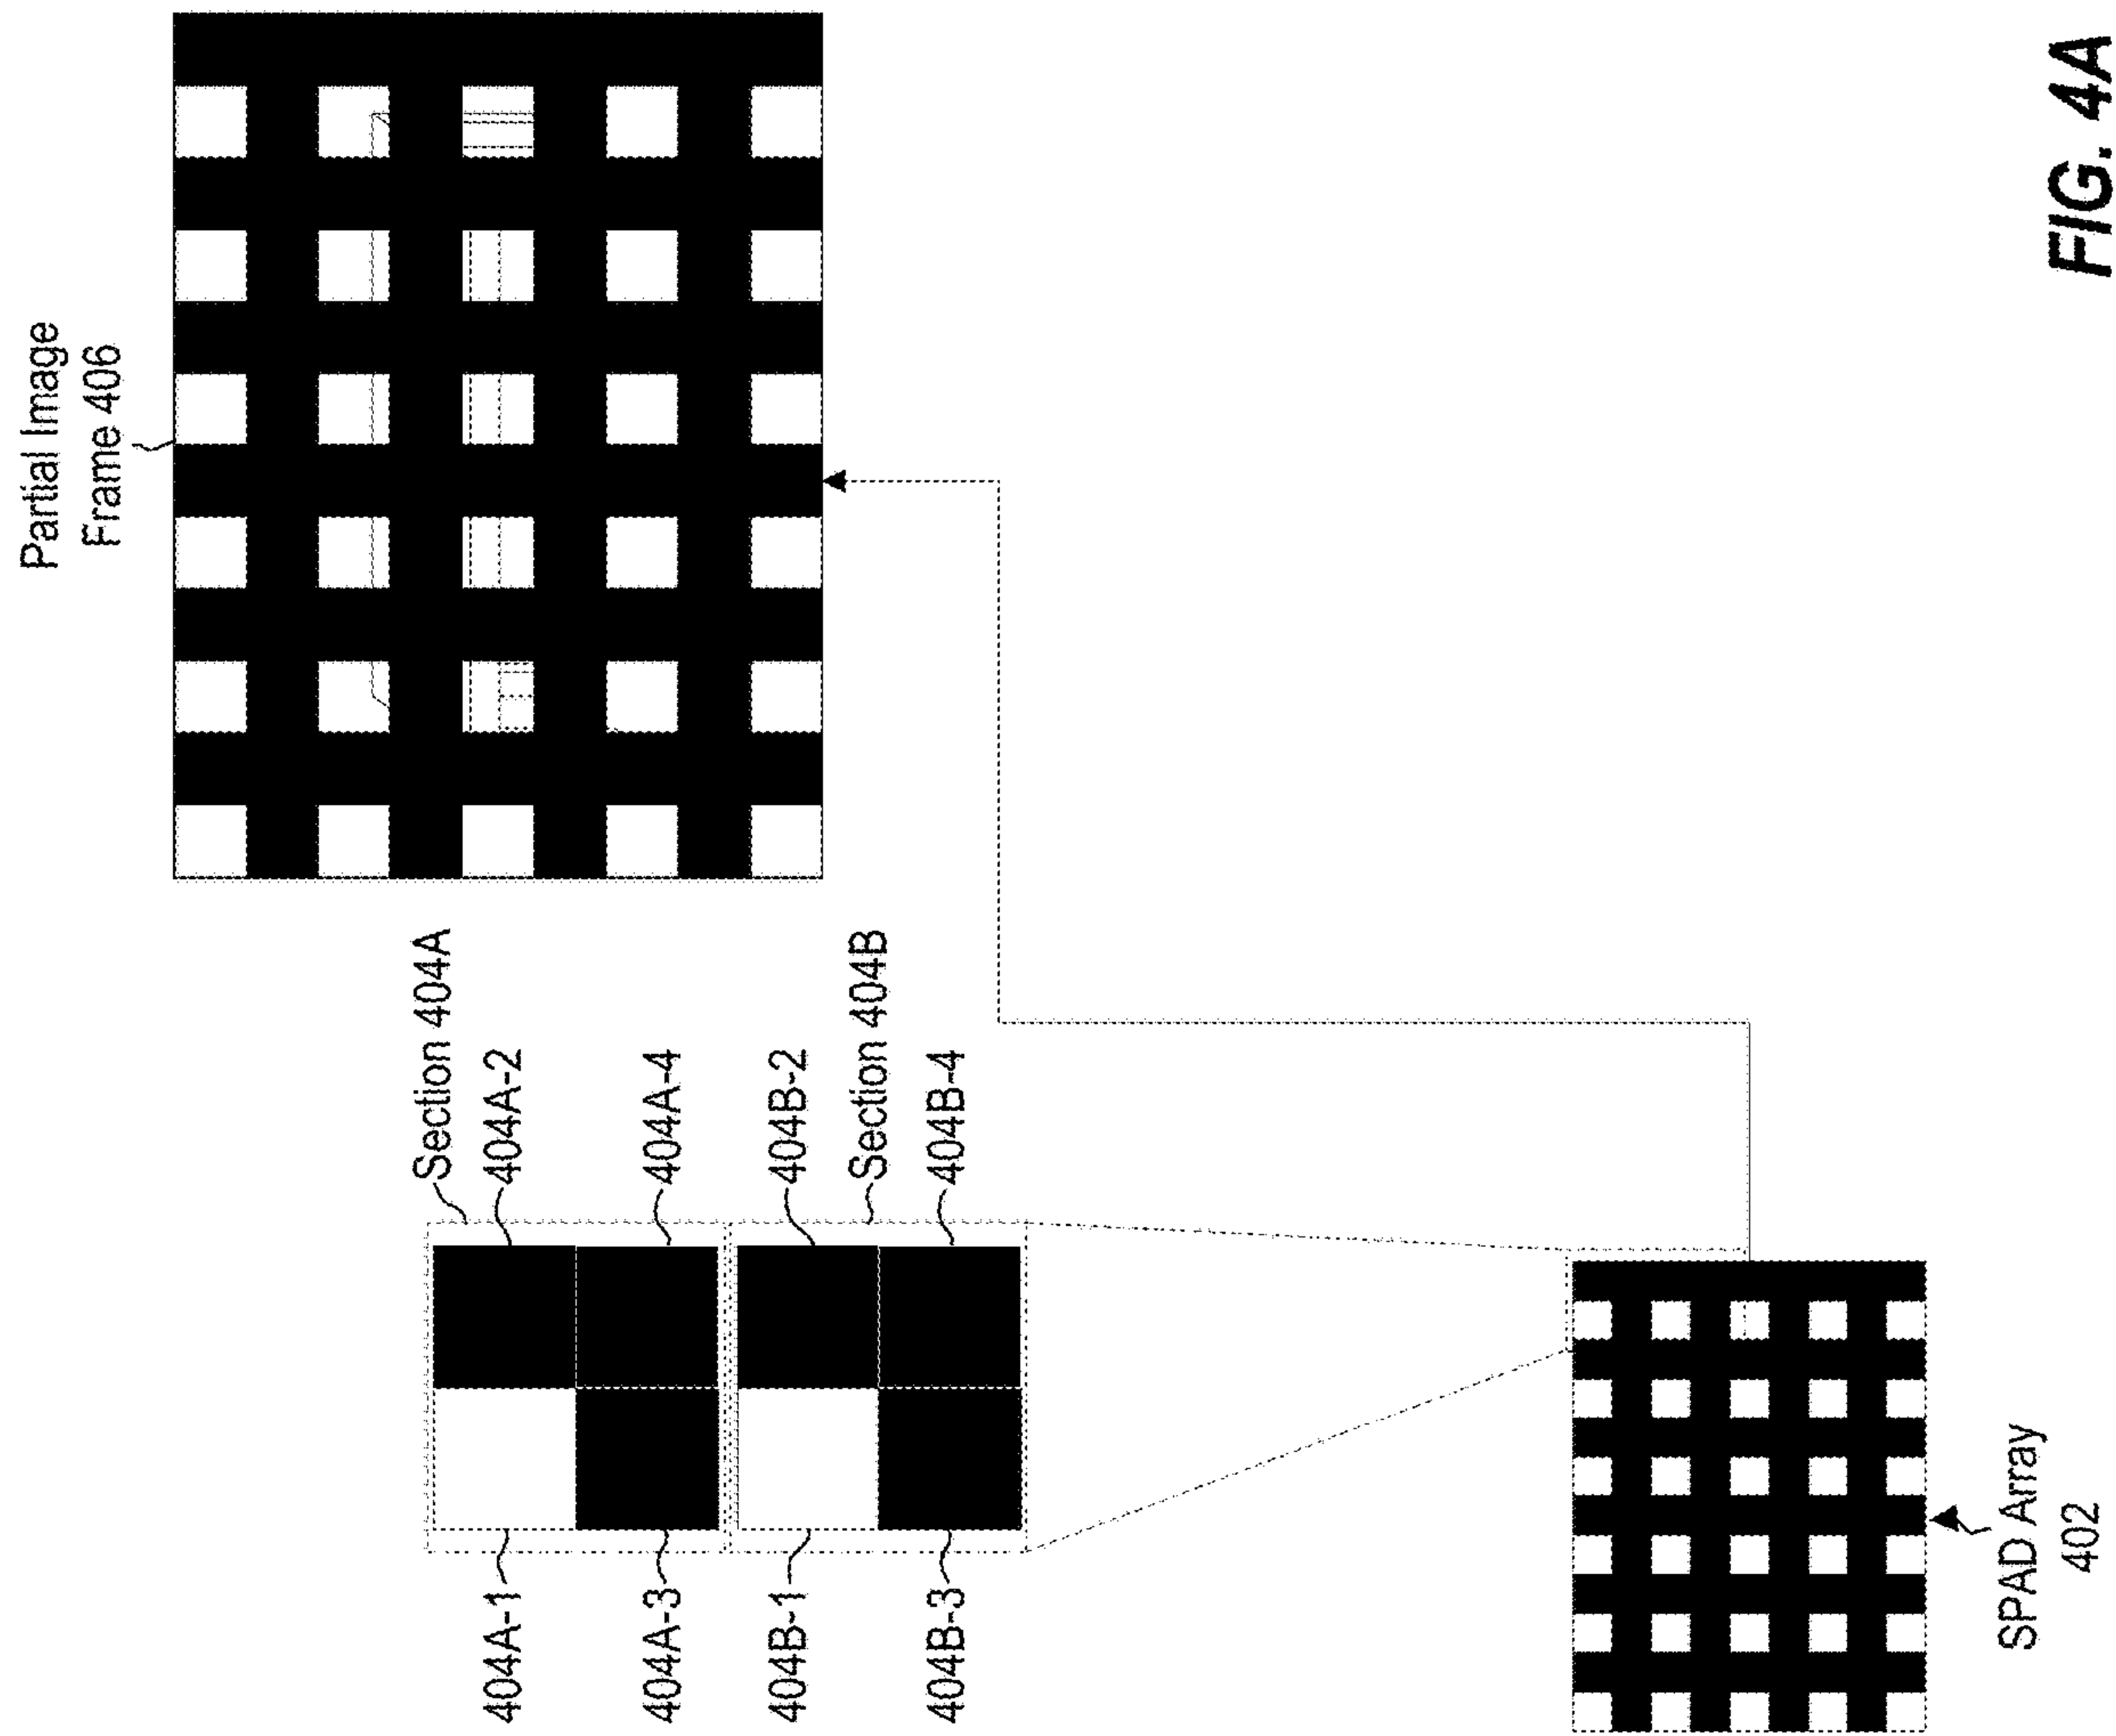 Partial Image
Frame 406
Section 404A
404A-2
404A-4
404B-2
Section 404B
404B-4
404A-1
404A-3
404B-1
404B-3
SPAD Array
402
FIG. 4A